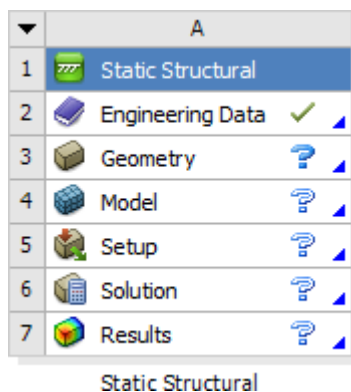 A
1 Static Structural
2 Engineering Data
3 Geometry ?
4 Model ?
5 Setup ?
6 Solution ?
7 Results ?
Static Structural